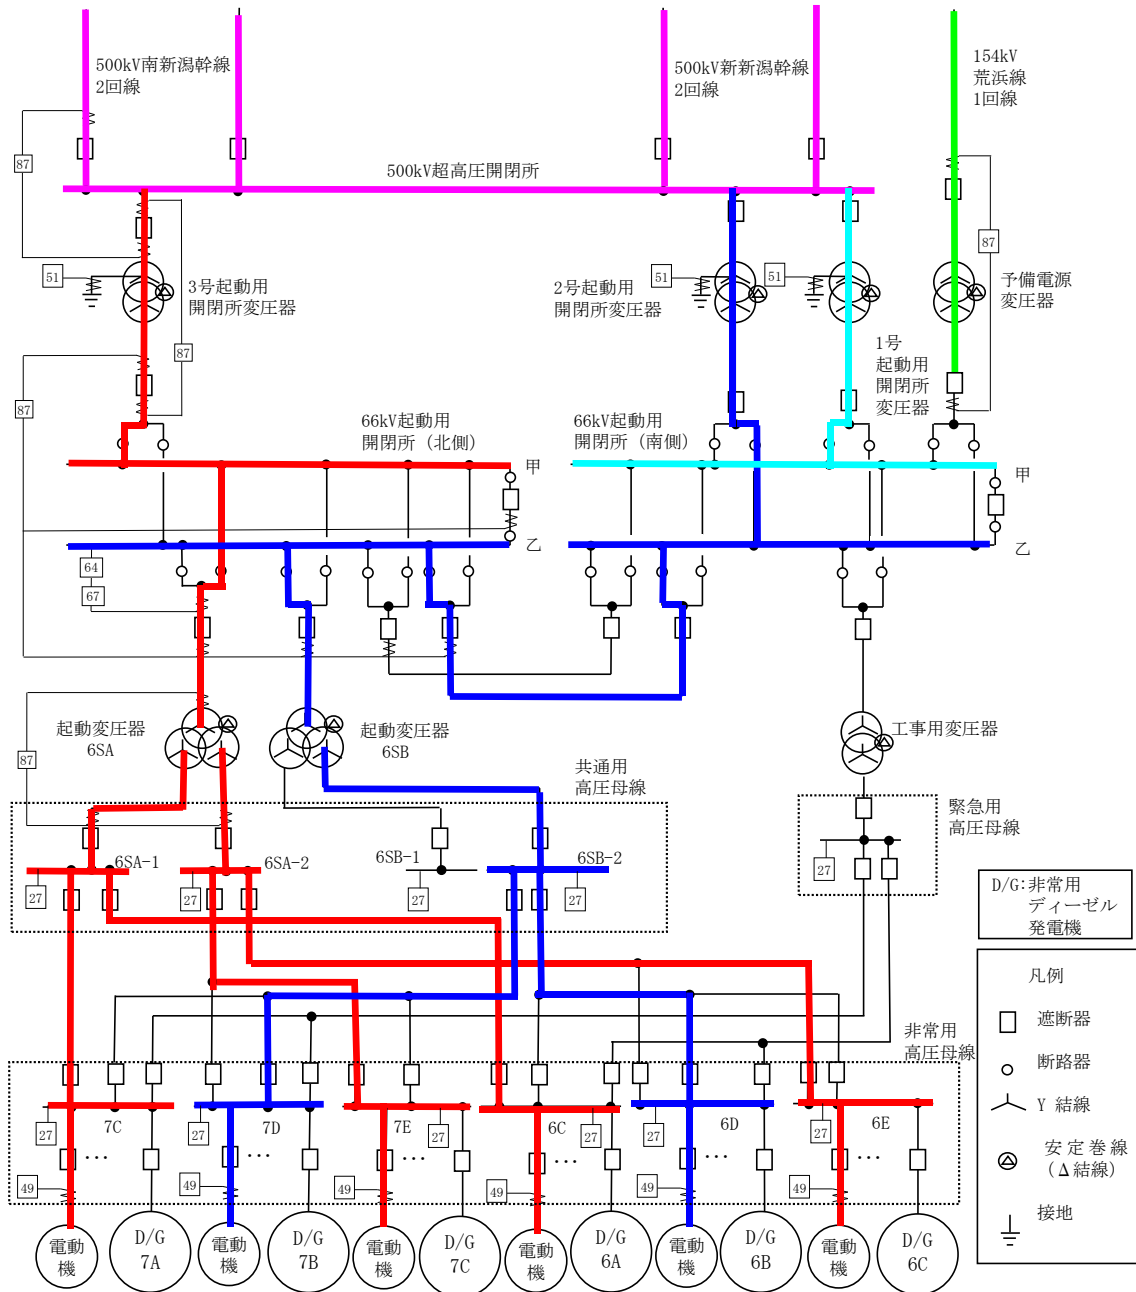 500kV南新潟幹線
2回線
500kV新新潟幹線
2回線
154kV
荒浜線
1回線
87
500kV超高圧開閉所
87
51
3号起動用
開閉所変圧器
2号起動用
開閉所変圧器
51
51
予備電源
変圧器
87
87
1号
起動用
開閉所
変圧器
66kV起動用
開閉所（北側）
66kV起動用
開閉所（南側）
甲
甲
乙
乙
64
67
起動変圧器
6SA
起動変圧器
6SB
工事用変圧器
87
共通用
高圧母線
緊急用
高圧母線
6SA-1
6SA-2
6SB-1
6SB-2
27
27
27
27
27
D/G:非常用
ディーゼル
発電機
凡例
遮断器
断路器
Y 結線
安定巻線
(Δ結線)
接地
非常用
高圧母線
7C
7D
7E
6C
6D
6E
27
27
27
27
27
27
…
…
…
…
…
…
49
49
49
49
49
49
電動
機
D/G
7A
電動
機
D/G
7B
電動
機
D/G
7C
電動
機
D/G
6A
電動
機
D/G
6B
電動
機
D/G
6C